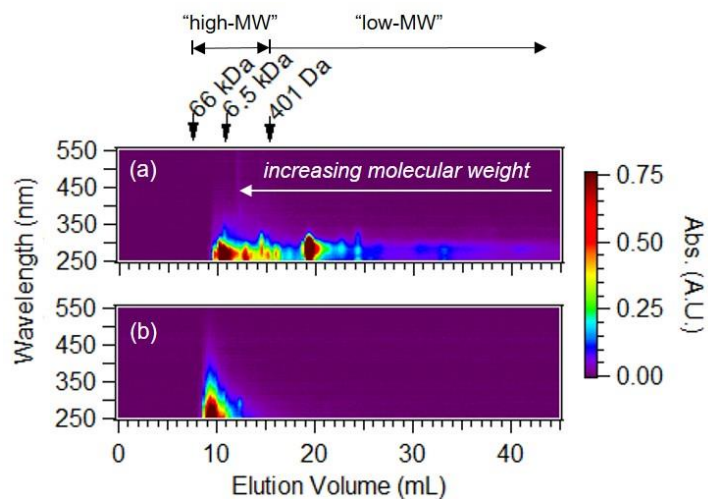 “high-MW” “low-MW”
66 kDa
6.5 kDa
401 Da
(a)
increasing molecular weight
550
450
350
250
(b)
550
450
350
250
Wavelength (nm)
0 10 20 30 40
Elution Volume (mL)
0.75
0.50
0.25
0.00
Abs. (A.U.)